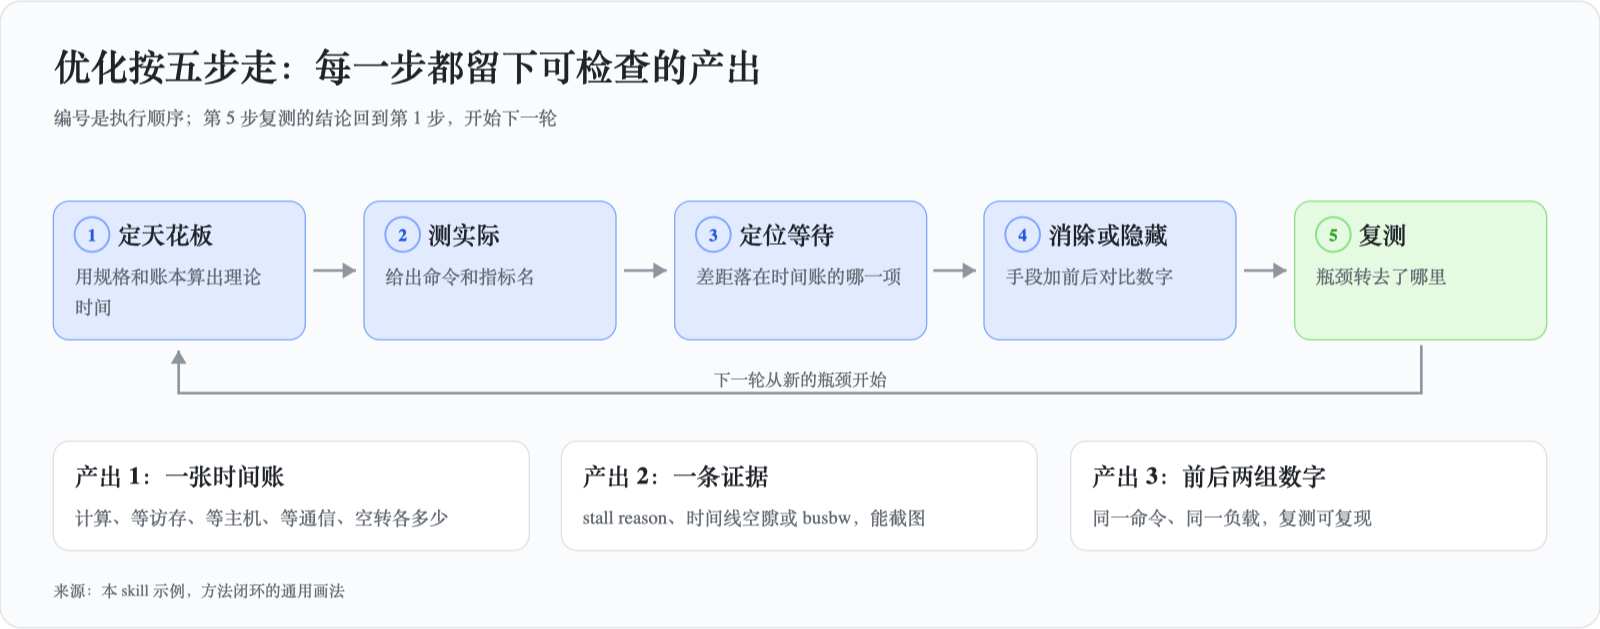 优化按五步走：每一步都留下可检查的产出
编号是执行顺序；第 5 步复测的结论回到第 1 步，开始下一轮
1 定天花板
用规格和账本算出理论
时间
2 测实际
给出命令和指标名
3 定位等待
差距落在时间账的哪一项
4 消除或隐藏
手段加前后对比数字
5 复测
瓶颈转去了哪里
下一轮从新的瓶颈开始
产出 1：一张时间账
计算、等访存、等主机、等通信、空转各多少
产出 2：一条证据
stall reason、时间线空隙或 busbw，能截图
产出 3：前后两组数字
同一命令、同一负载，复测可复现
来源：本 skill 示例，方法闭环的通用画法